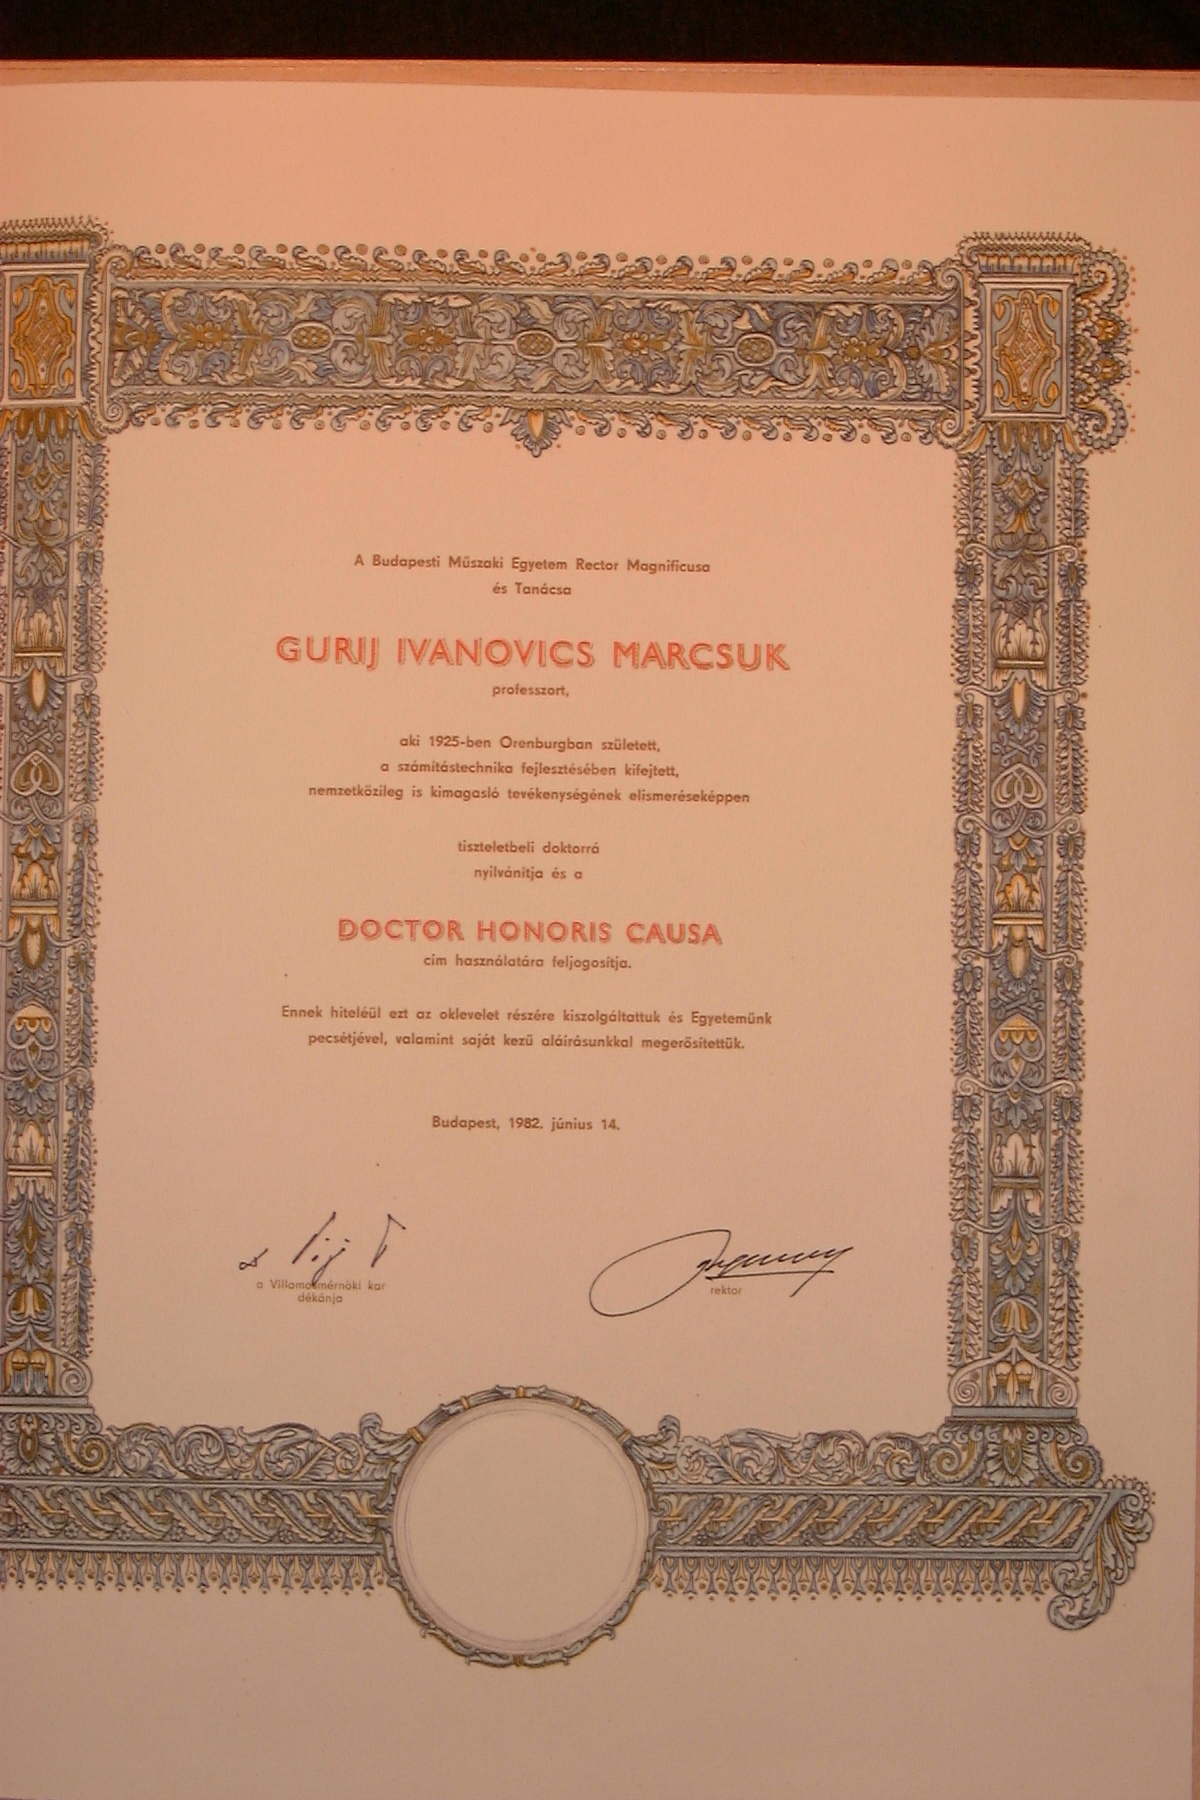 A Budapesti Műszaki Egyetem Rector Magnificusa
és Tanácsa
GURIJ IVANOVICS MARCSUK
professzort,
aki 1925-ben Orenburgban született,
a számítástechnika fejlesztésében kifejtett,
nemzetközileg is kimagasló tevékenységének elismeréseképpen
tiszteletbeli doktorrá
nyilvánítja és a
DOCTOR HONORIS CAUSA
cím használatára feljogosítja.
Ennek hiteléül ezt az oklevelet részére kiszolgáltattuk és Egyetemünk
pecsétjével, valamint saját kezű aláírásunkkal megerősítettük.
Budapest, 1982. június 14.
a Villamosmérnöki kar
dékánja
rektor